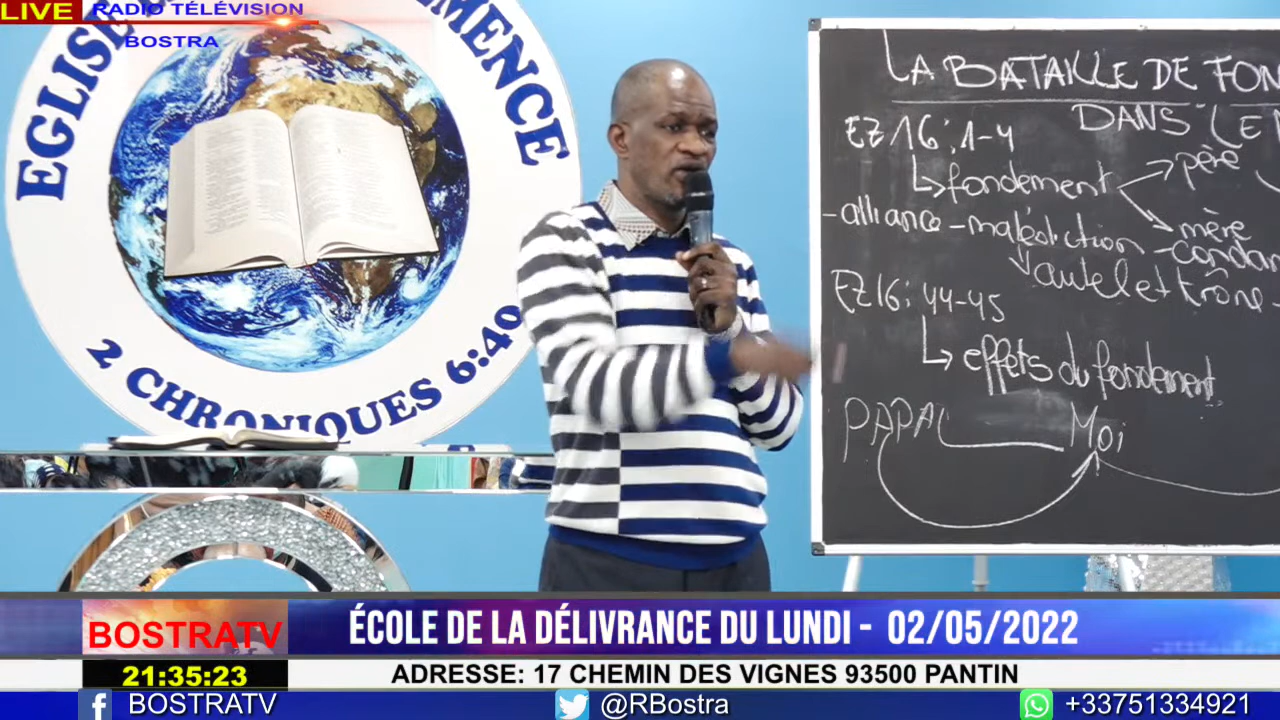 LIVE
RADIO TÉLÉVISION
BOSTRA
EGLISE
2 CHRONIQUES 6:40
LA BATAILLE DE FON
DANS LE
EZ 16:1-4
fondement
père
mère
-alliance -malédiction -condam
autel et trône -
EZ 16: 44-45
effets du fondement
PAPA
Moi
BOSTRATV
ÉCOLE DE LA DÉLIVRANCE DU LUNDI - 02/05/2022
21:35:23
ADRESSE: 17 CHEMIN DES VIGNES 93500 PANTIN
BOSTRATV
@RBostra
+33751334921